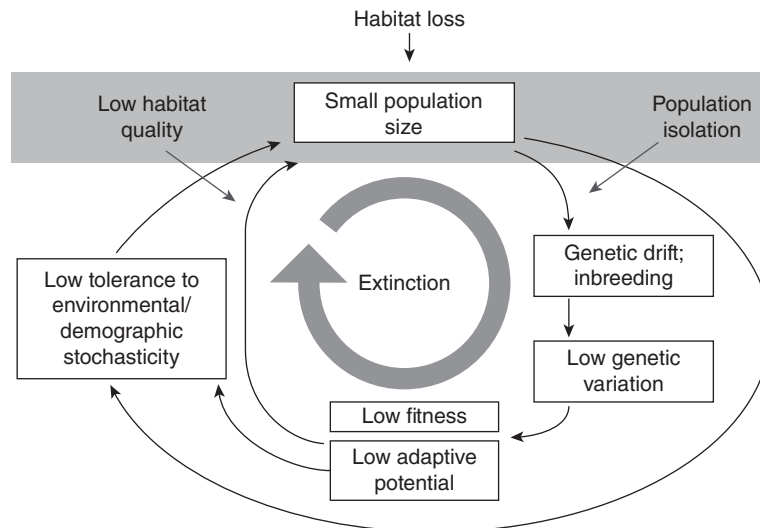 Habitat loss
Low habitat
quality
Small population
size
Population
isolation
Genetic drift;
inbreeding
Low tolerance to
environmental/
demographic
stochasticity
Extinction
Low genetic
variation
Low fitness
Low adaptive
potential